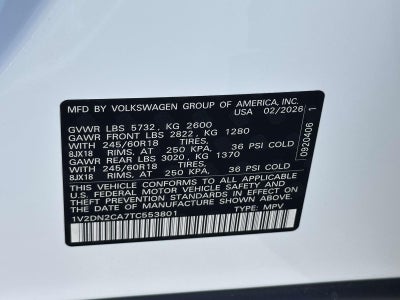 MFD BY VOLKSWAGEN GROUP OF AMERICA, INC.
USA 02/2026
GVWR LBS 5732, KG 2600
GAWR FRONT LBS 2822, KG 1280
WITH 245/60R18 TIRES,
8JX18 RIMS, AT 250 KPA, 36 PSI COLD
GAWR REAR LBS 3020, KG 1370
WITH 245/60R18 TIRES,
8JX18 RIMS, AT 250 KPA, 36 PSI COLD
THIS VEHICLE CONFORMS TO ALL APPLICABLE
U.S. FEDERAL MOTOR VEHICLE SAFETY AND
THEFT PREVENTION STANDARDS IN EFFECT
ON THE DATE OF MANUFACTURE SHOWN ABOVE.
1V2DN2CA7TC553801 TYPE: MPV
0920406 1